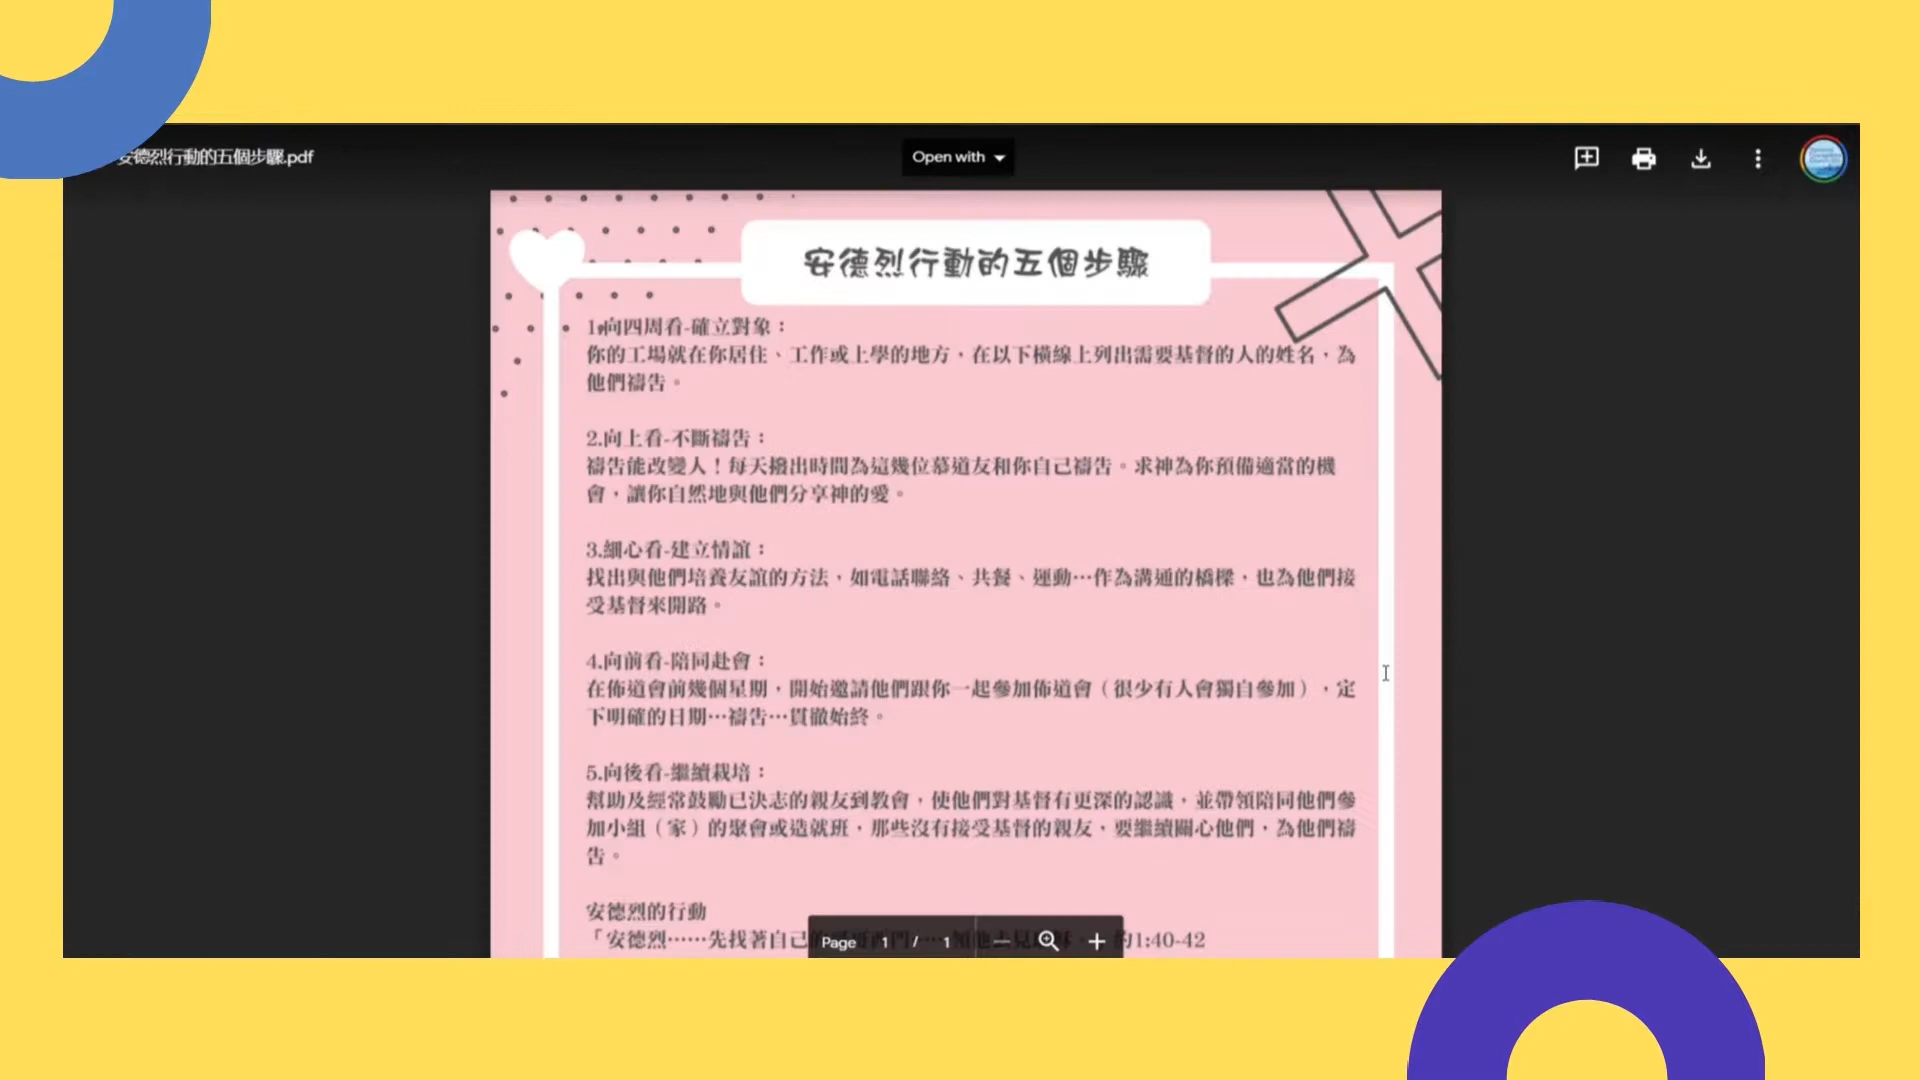 安德烈行動的五個步驟.pdf
Open with
安德烈行動的五個步驟
1.向四周看-確立對象：
你的工場就在你居住、工作或上學的地方，在以下橫線上列出需要基督的人的姓名，為
他們禱告。
2.向上看-不斷禱告：
禱告能改變人！每天撥出時間為這幾位慕道友和你自己禱告。求神為你預備適當的機
會，讓你自然地與他們分享神的愛。
3.細心看-建立情誼：
找出與他們培養友誼的方法，如電話聯絡、共餐、運動…作為溝通的橋樑，也為他們接
受基督來開路。
4.向前看-陪同赴會：
在佈道會前幾個星期，開始邀請他們跟你一起參加佈道會（很少有人會獨自參加），定
下明確的日期…禱告…貫徹始終。
5.向後看-繼續栽培：
幫助及經常鼓勵已決志的親友到教會，使他們對基督有更深的認識，並帶領陪同他們參
加小組（家）的聚會或造就班，那些沒有接受基督的親友，要繼續關心他們，為他們禱
告。
安德烈的行動
「安德烈……先找著自己 約1:40-42
Page 1 / 1